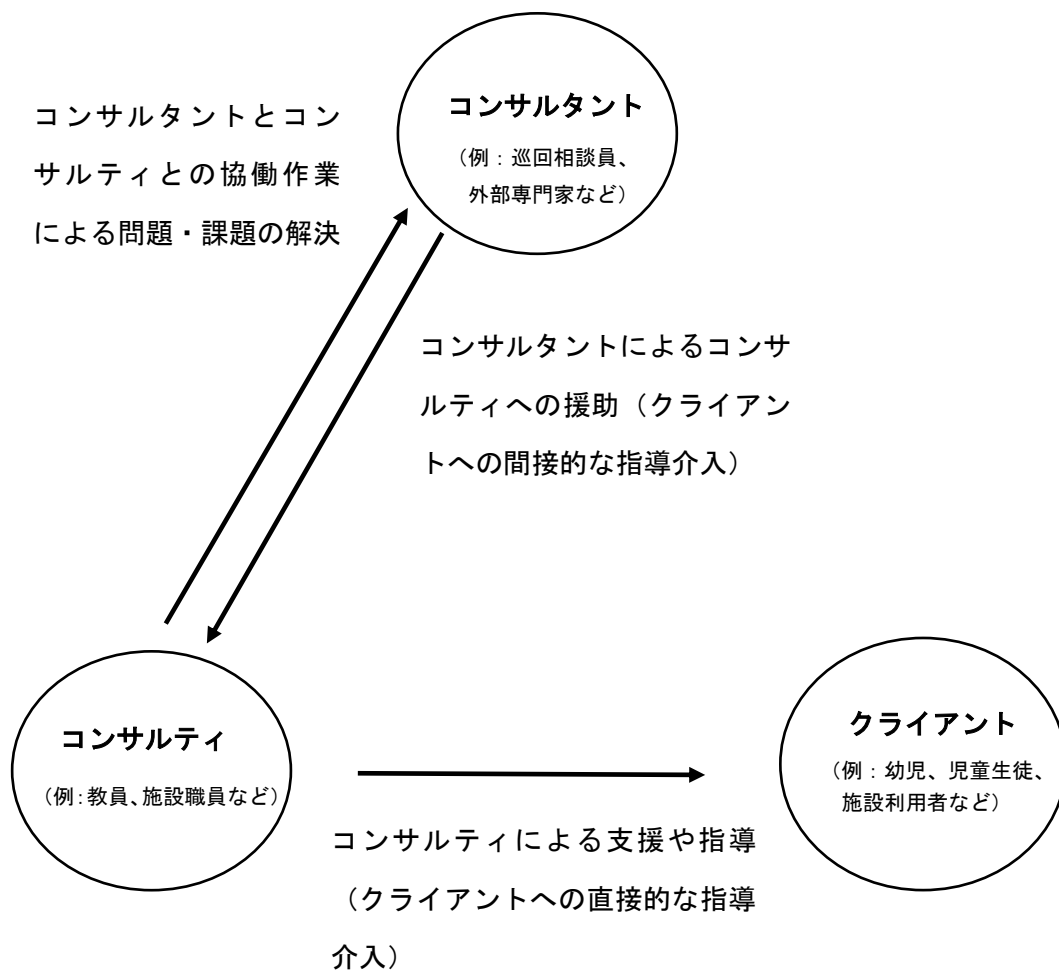 コンサルタントとコン
サルティとの協働作業
による問題・課題の解決
コンサルタント
（例：巡回相談員、
外部専門家など）
コンサルタントによるコンサ
ルティへの援助（クライアン
トへの間接的な指導介入）
コンサルティ
（例：教員、施設職員など）
クライアント
（例：幼児、児童生徒、
施設利用者など）
コンサルティによる支援や指導
（クライアントへの直接的な指導
介入）